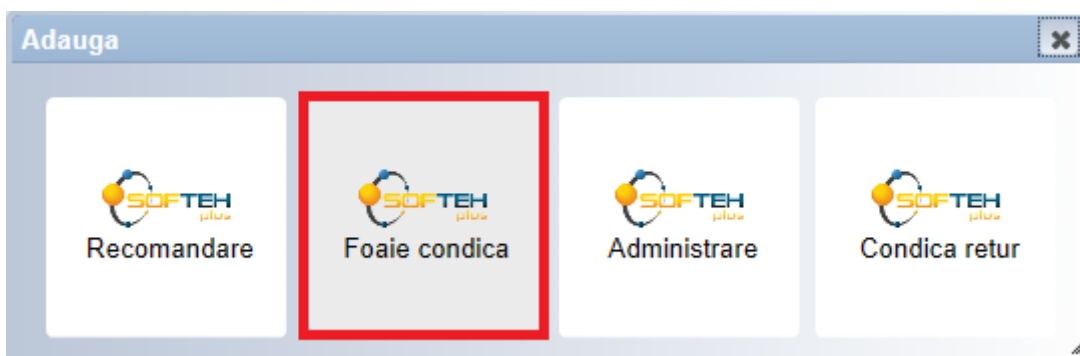 Adauga
SOFTEH
plus
Recomandare
SOFTEH
plus
Foaie condica
SOFTEH
plus
Administrare
SOFTEH
plus
Condica retur